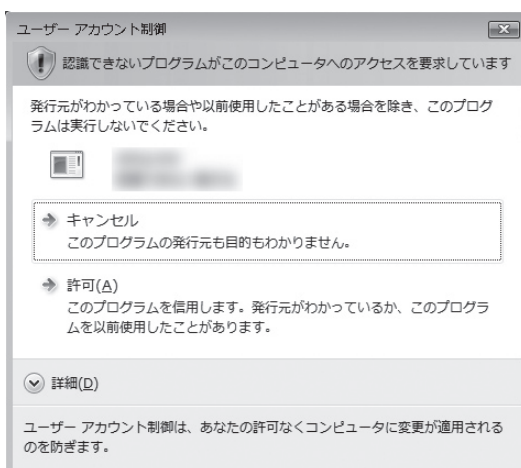 ユーザー アカウント制御
認識できないプログラムがこのコンピュータへのアクセスを要求しています
発行元がわかっている場合や以前使用したことがある場合を除き、このプログ
ラムは実行しないでください。
キャンセル
このプログラムの発行元も目的もわかりません。
許可(A)
このプログラムを信用します。発行元がわかっているか、このプログラ
ムを以前使用したことがあります。
詳細(D)
ユーザー アカウント制御は、あなたの許可なくコンピュータに変更が適用される
のを防ぎます。